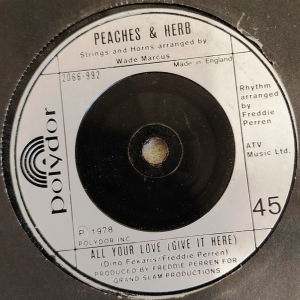 PEACHES & HERB
Strings and Horns arranged by
Wade Marcus
2066-992
Made in England
Rhythm
arranged
by
Freddie
Perren
ATV
Music Ltd.
polydor
45
P 1978
POLYDOR INC.
ALL YOUR LOVE (GIVE IT HERE)
(Dino Fekaris-Freddie Perren)
PRODUCED BY FREDDIE PERREN FOR
GRAND SLAM PRODUCTIONS